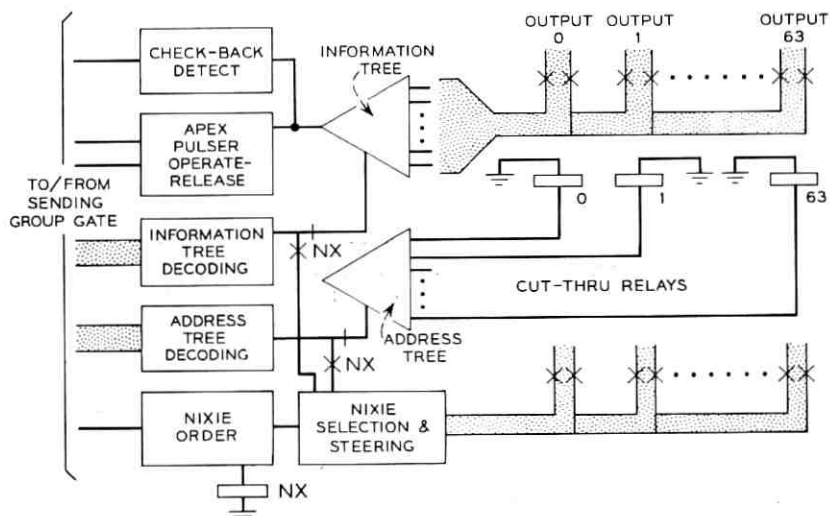 OUTPUT
0
OUTPUT
1
OUTPUT
63
CHECK-BACK
DETECT
INFORMATION
TREE
APEX
PULSER
OPERATE-
RELEASE
TO/FROM
SENDING
GROUP GATE
INFORMATION
TREE
DECODING
NX
0
1
63
CUT-THRU RELAYS
ADDRESS
TREE
DECODING
ADDRESS
TREE
NX
NIXIE
ORDER
NIXIE
SELECTION &
STEERING
NX